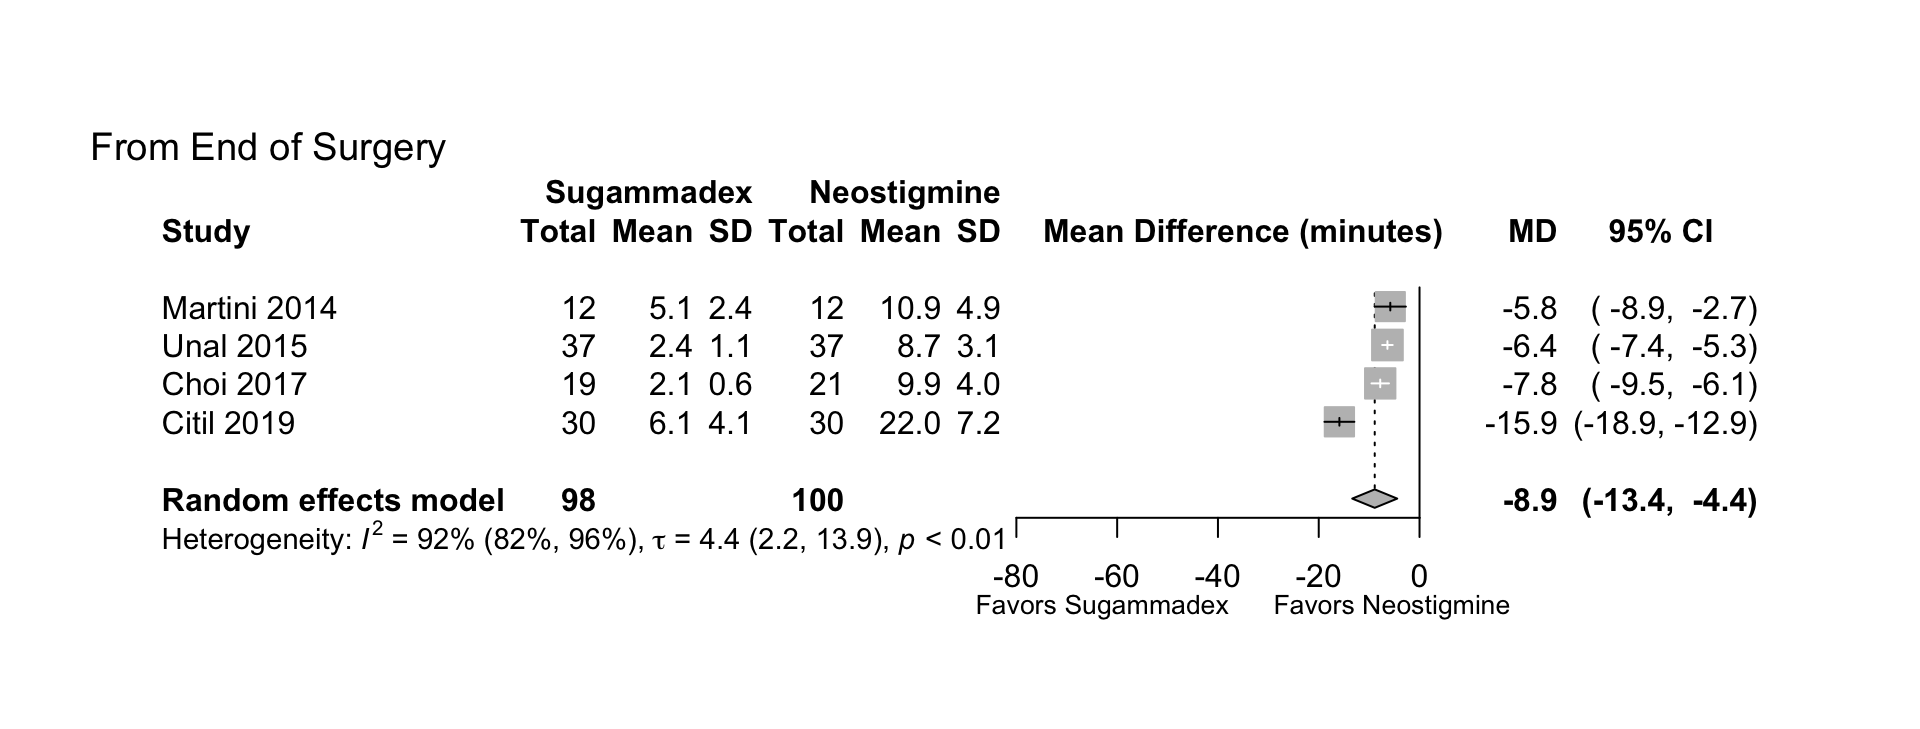 From End of Surgery
Sugammadex Neostigmine
Study Total Mean SD Total Mean SD Mean Difference (minutes) MD 95% CI
Martini 2014 12 5.1 2.4 12 10.9 4.9 -5.8 ( -8.9, -2.7)
Unal 2015 37 2.4 1.1 37 8.7 3.1 -6.4 ( -7.4, -5.3)
Choi 2017 19 2.1 0.6 21 9.9 4.0 -7.8 ( -9.5, -6.1)
Citil 2019 30 6.1 4.1 30 22.0 7.2 -15.9 (-18.9, -12.9)
Random effects model 98 100 -8.9 (-13.4, -4.4)
Heterogeneity: I² = 92% (82%, 96%), τ = 4.4 (2.2, 13.9), p < 0.01
-80 -60 -40 -20 0
Favors Sugammadex Favors Neostigmine